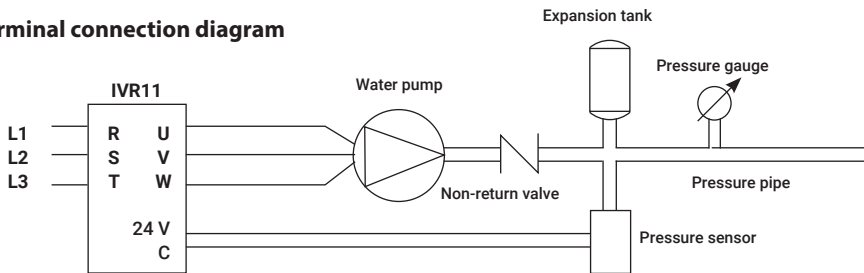 rminal connection diagram
Expansion tank
Pressure gauge
IVR11
Water pump
L1 R U
L2 S V
L3 T W
Non-return valve
Pressure pipe
24 V
C
Pressure sensor